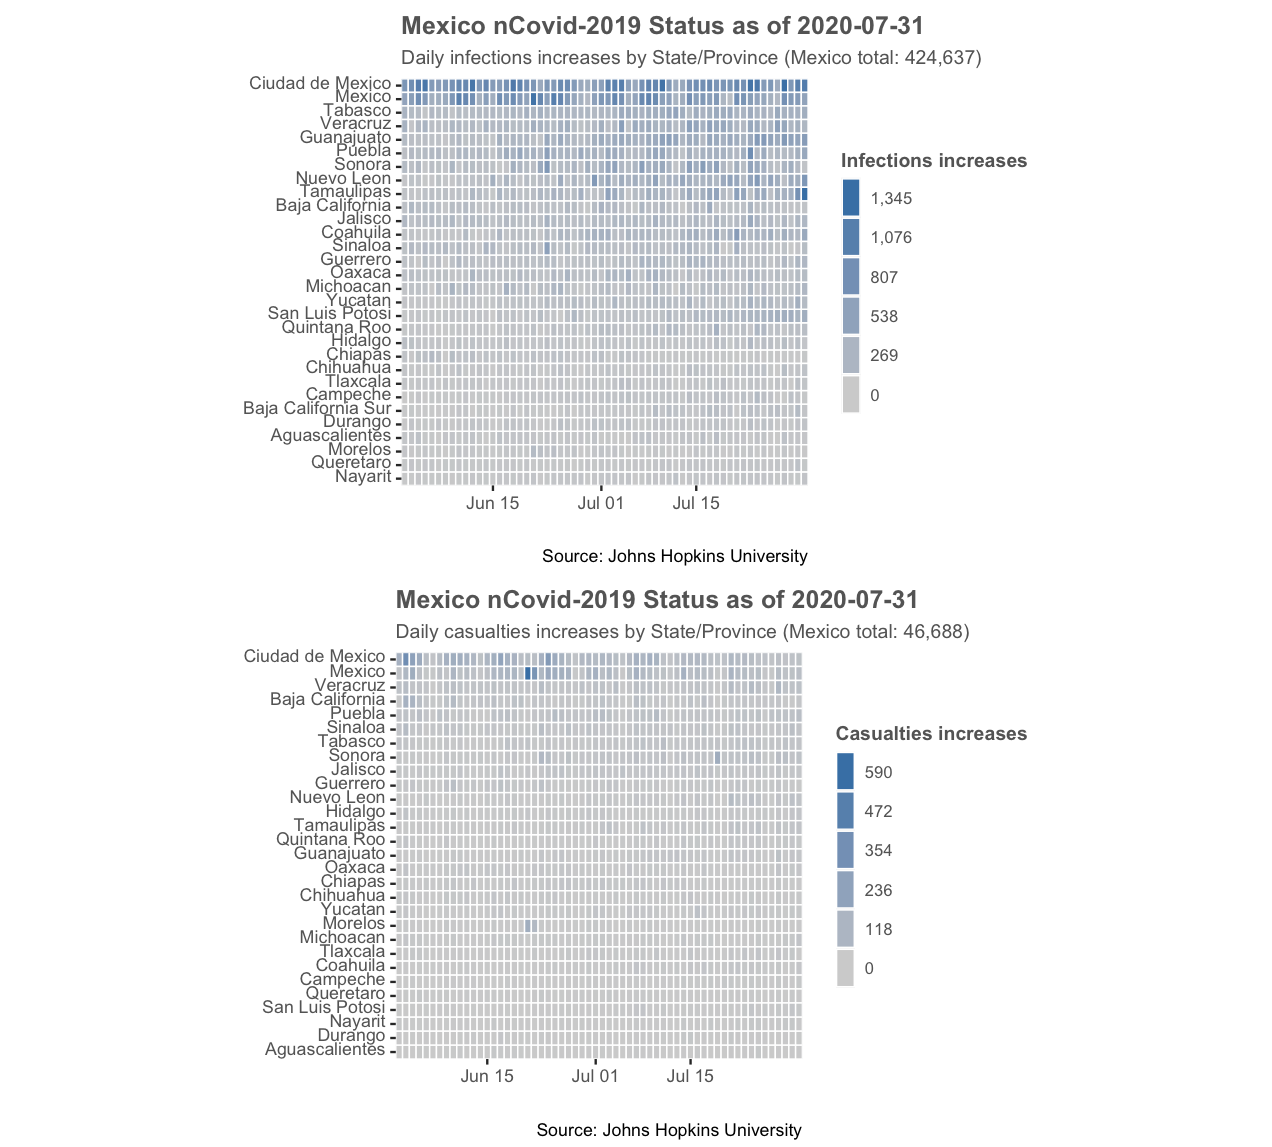 Mexico nCovid-2019 Status as of 2020-07-31
Daily infections increases by State/Province (Mexico total: 424,637)
Ciudad de Mexico
Mexico
Tabasco
Veracruz
Guanajuato
Puebla
Sonora
Nuevo Leon
Tamaulipas
Baja California
Jalisco
Coahuila
Sinaloa
Guerrero
Oaxaca
Michoacan
Yucatan
San Luis Potosi
Quintana Roo
Hidalgo
Chiapas
Chihuahua
Tlaxcala
Campeche
Baja California Sur
Durango
Aguascalientes
Morelos
Queretaro
Nayarit
Jun 15 Jul 01 Jul 15
Infections increases
1,345
1,076
807
538
269
0
Source: Johns Hopkins University
Mexico nCovid-2019 Status as of 2020-07-31
Daily casualties increases by State/Province (Mexico total: 46,688)
Ciudad de Mexico
Mexico
Veracruz
Baja California
Puebla
Sinaloa
Tabasco
Sonora
Jalisco
Guerrero
Nuevo Leon
Hidalgo
Tamaulipas
Quintana Roo
Guanajuato
Oaxaca
Chiapas
Chihuahua
Yucatan
Morelos
Michoacan
Tlaxcala
Coahuila
Campeche
Queretaro
San Luis Potosi
Nayarit
Durango
Aguascalientes
Jun 15 Jul 01 Jul 15
Casualties increases
590
472
354
236
118
0
Source: Johns Hopkins University